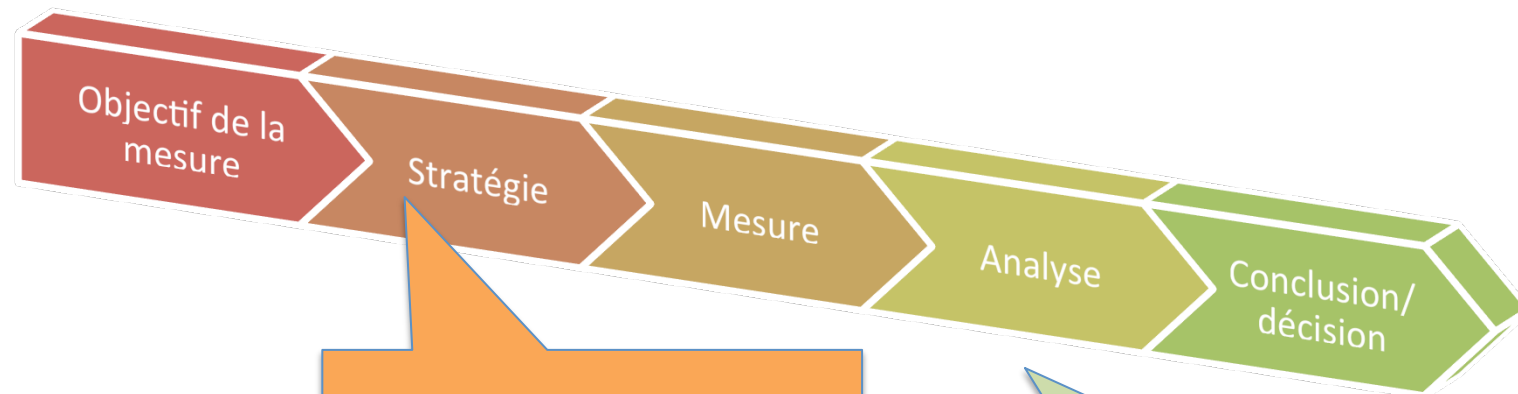 Objectif de la
mesure
Stratégie
Mesure
Analyse
Conclusion/
décision